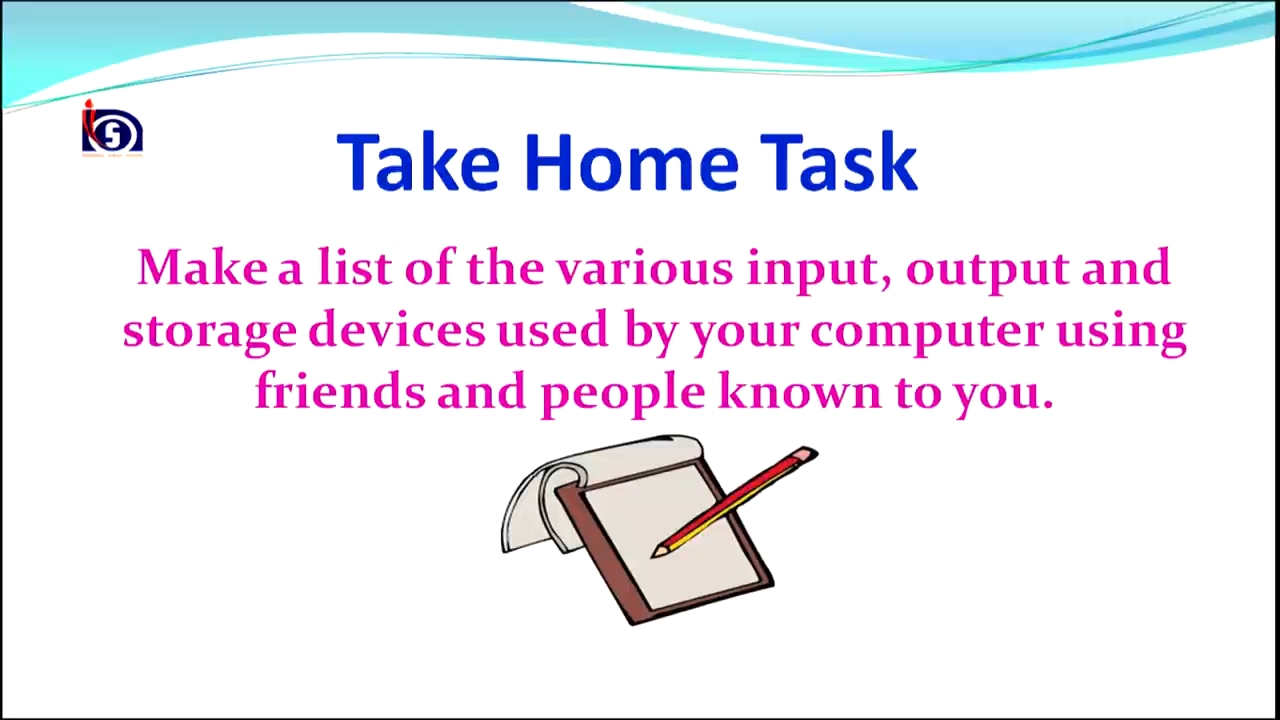 Take Home Task
Make a list of the various input, output and
storage devices used by your computer using
friends and people known to you.